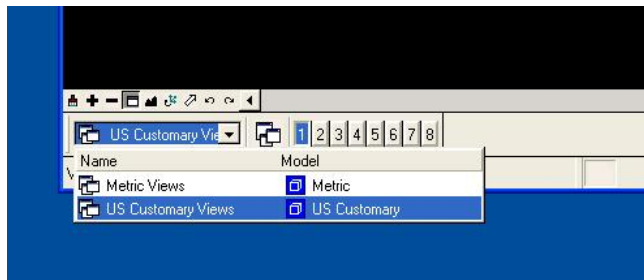 US Customary Vie
1 2 3 4 5 6 7 8
Name Model
Metric Views Metric
US Customary Views US Customary